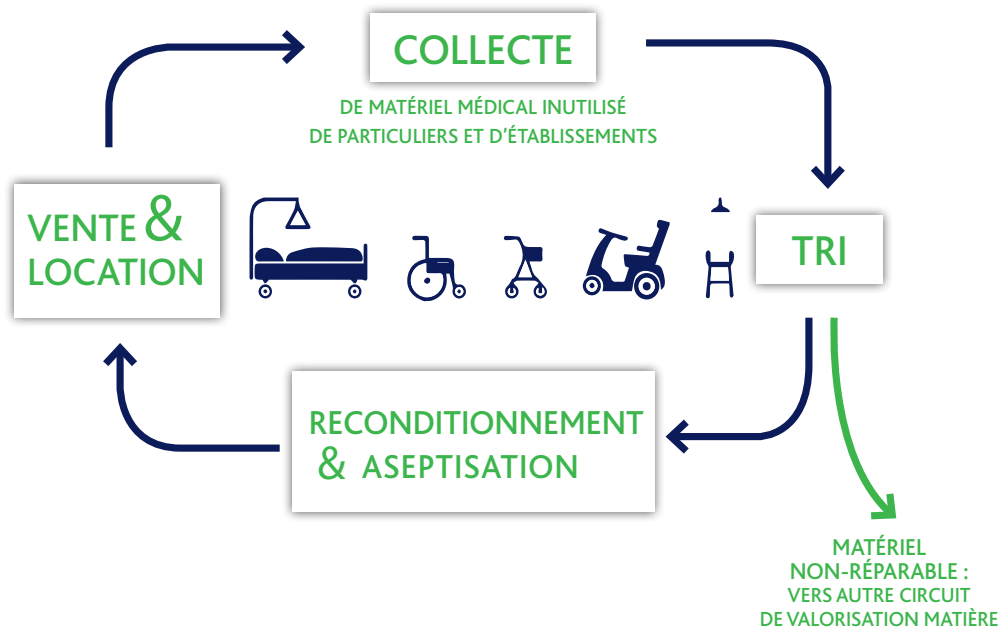 COLLECTE
DE MATÉRIEL MÉDICAL INUTILISÉ
DE PARTICULIERS ET D'ÉTABLISSEMENTS
VENTE &
LOCATION
TRI
RECONDITIONNEMENT
& ASEPTISATION
MATÉRIEL
NON-RÉPARABLE :
VERS AUTRE CIRCUIT
DE VALORISATION MATIÈRE